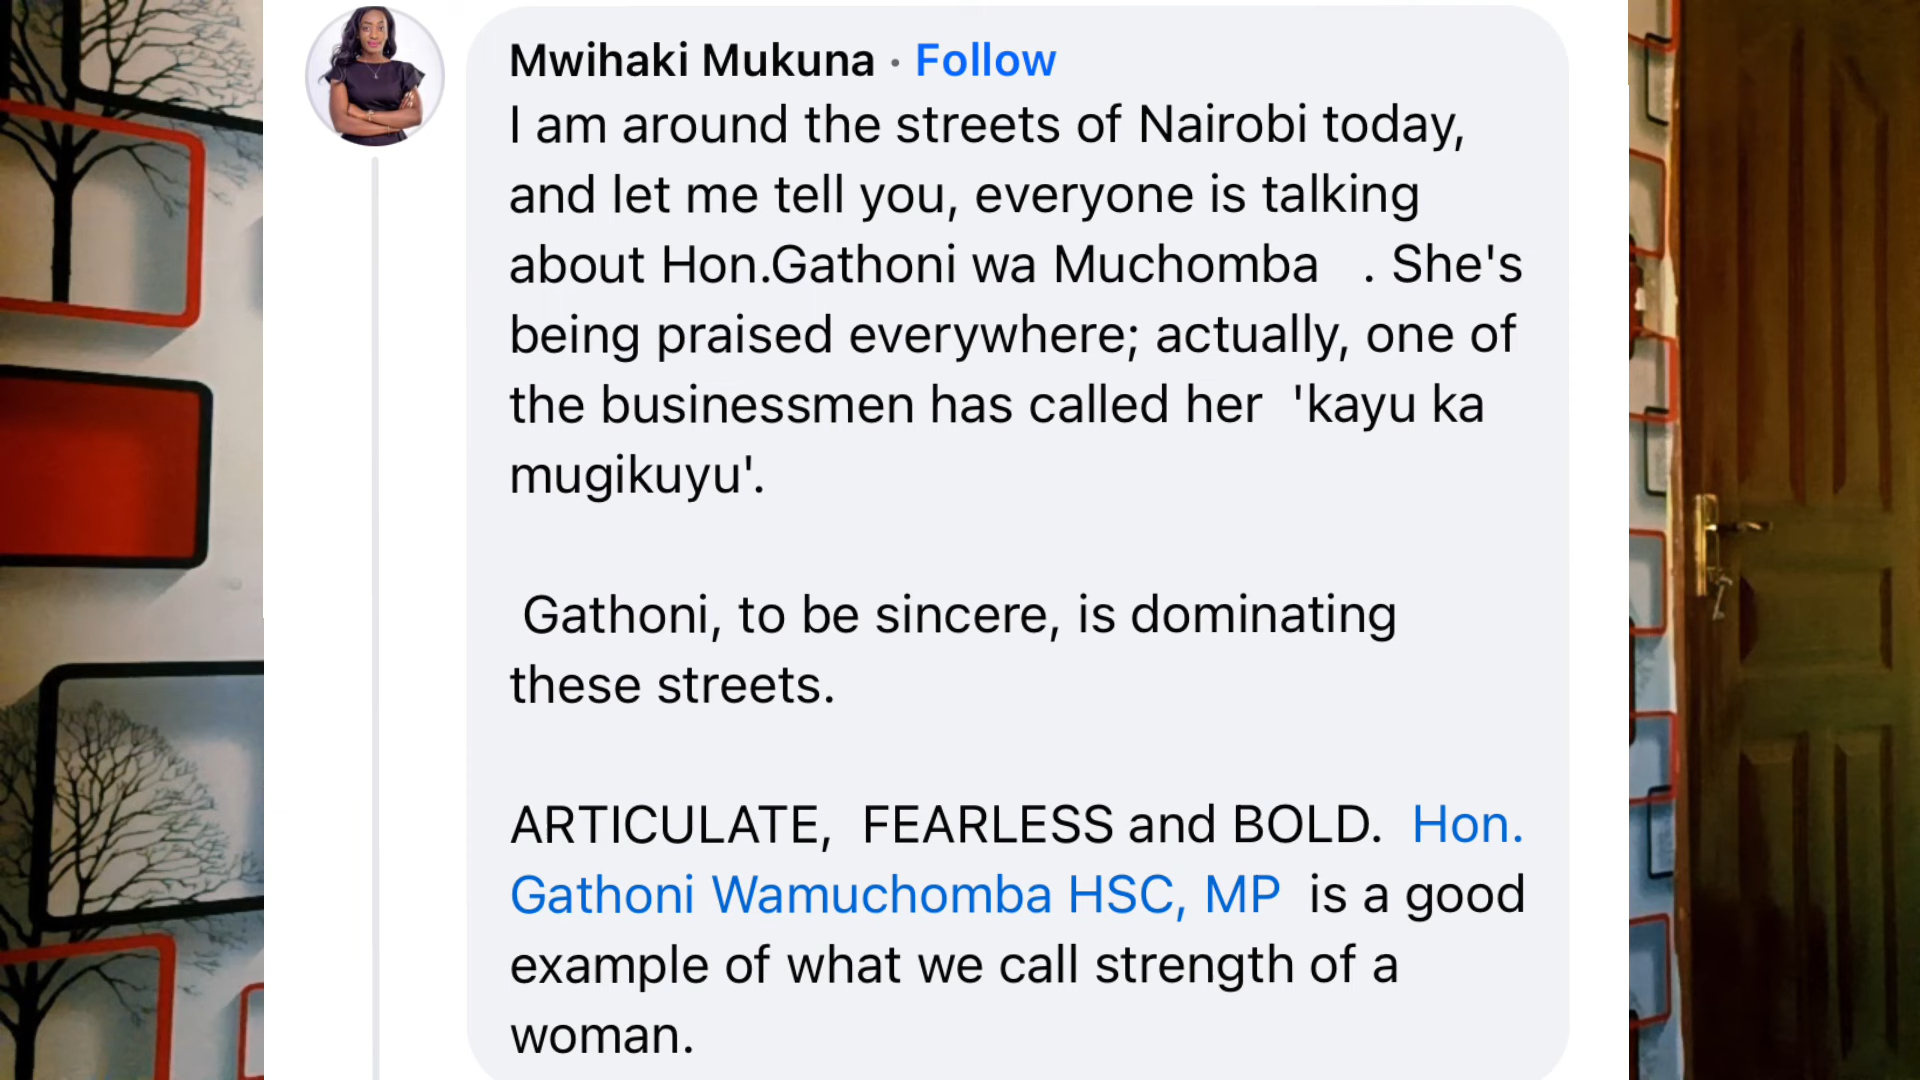 Mwihaki Mukuna · Follow
I am around the streets of Nairobi today,
and let me tell you, everyone is talking
about Hon.Gathoni wa Muchomba   . She's
being praised everywhere; actually, one of
the businessmen has called her  'kayu ka
mugikuyu'.
Gathoni, to be sincere, is dominating
these streets.
ARTICULATE,  FEARLESS and BOLD.  Hon.
Gathoni Wamuchomba HSC, MP  is a good
example of what we call strength of a
woman.